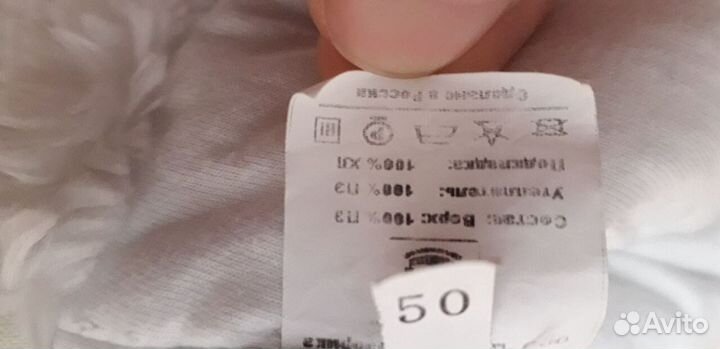 50
Состав: Верх: 100% ПЭ
Утеплитель: 100% ПЭ
Подкладка: 100% ХЛ
Сделано в России
Avito